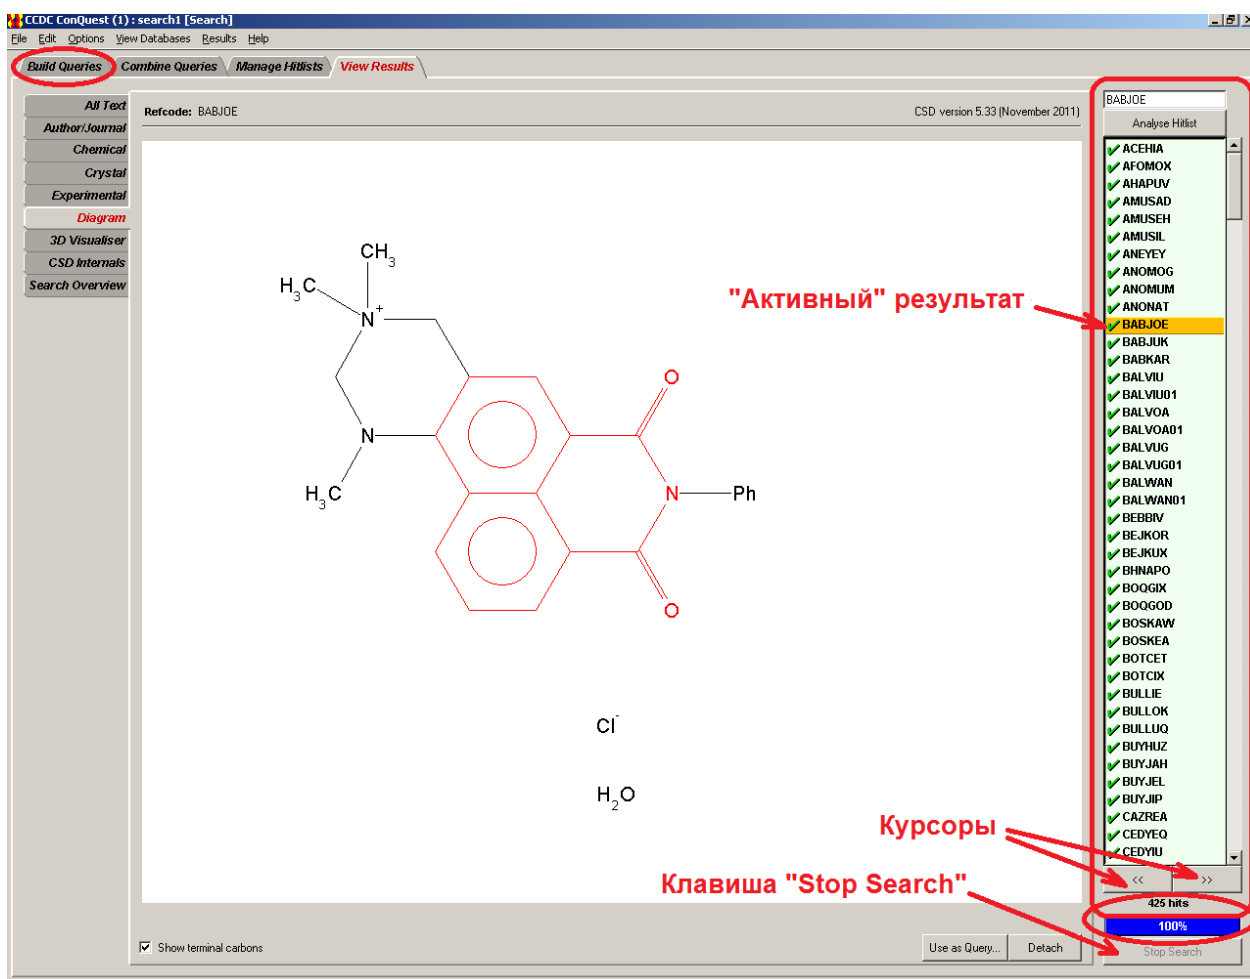 CCDC ConQuest (1) : search1 [Search]
File Edit Options View Databases Results Help
Build Queries Combine Queries Manage Hitlists View Results
All Text
Author/Journal
Chemical
Crystal
Experimental
Diagram
3D Visualiser
CSD Internals
Search Overview
Refcode: BABJOE
CSD version 5.33 (November 2011)
CH3
H3C
N+
O
N
N
Ph
H3C
O
Cl-
H2O
"Активный" результат
Курсоры
Клавиша "Stop Search"
Show terminal carbons
Use as Query...
Detach
BABJOE
Analyse Hitlist
ACEHIA
AFOMOX
AHAPUV
AMUSAD
AMUSEH
AMUSIL
ANEYEY
ANOMOG
ANOMUM
ANONAT
BABJOE
BABJUK
BABKAR
BALVIU
BALVIU01
BALVOA
BALVOA01
BALVUG
BALVUG01
BALWAN
BALWAN01
BEBBIV
BEJKOR
BEJKUX
BHNAPO
BOQGIX
BOQGOD
BOSKAW
BOSKEA
BOTCET
BOTCIX
BULLIE
BULLOK
BULLUQ
BUYHUZ
BUYJAH
BUYJEL
BUYJIP
CAZREA
CEDYEQ
CEDYIU
<< >>
425 hits
100%
Stop Search